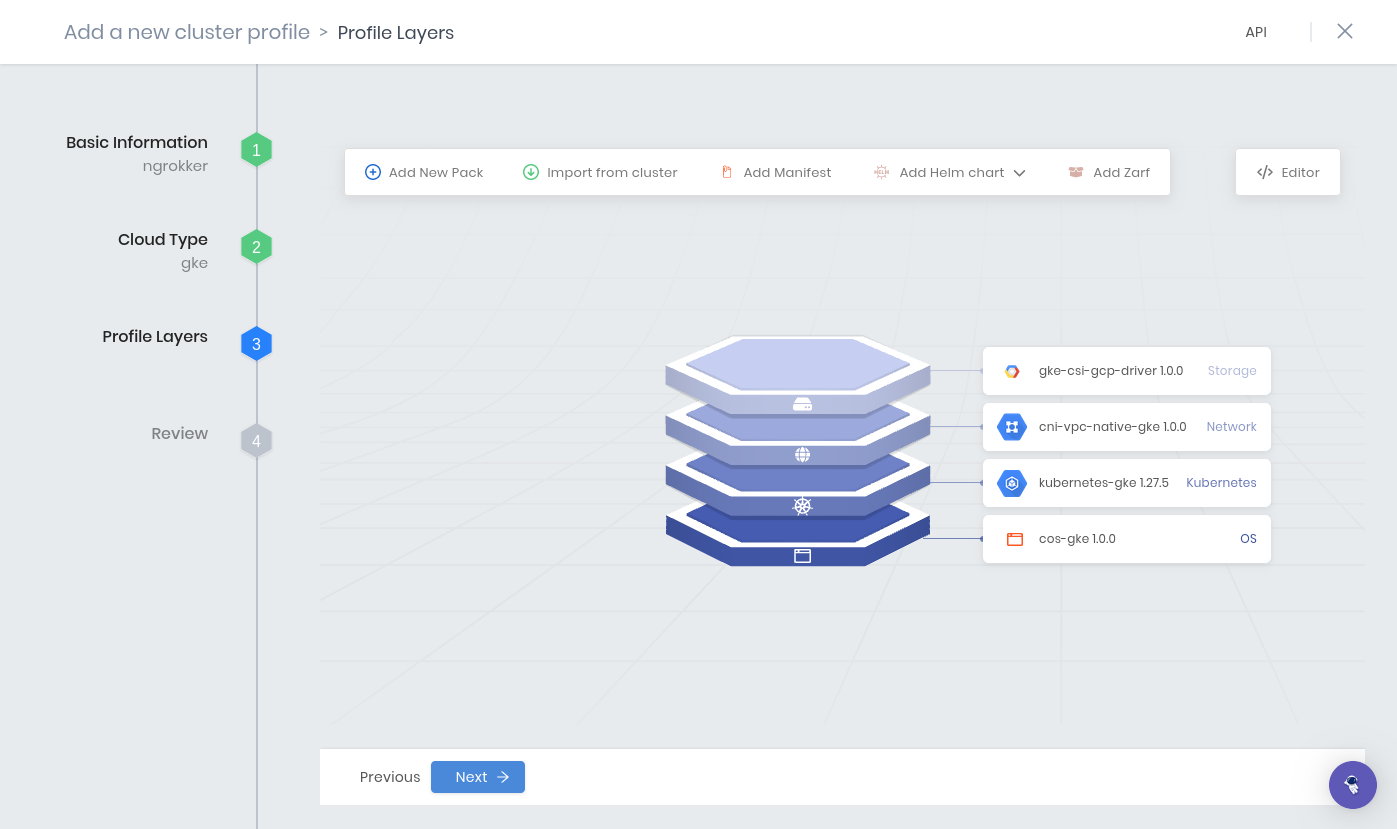 Add a new cluster profile > Profile Layers
API
Basic Information
ngrokker
1
Cloud Type
gke
2
Profile Layers
3
Review
4
Add New Pack
Import from cluster
Add Manifest
Add Helm chart
Add Zarf
</> Editor
gke-csi-gcp-driver 1.0.0 Storage
cni-vpc-native-gke 1.0.0 Network
kubernetes-gke 1.27.5 Kubernetes
cos-gke 1.0.0 OS
Previous
Next